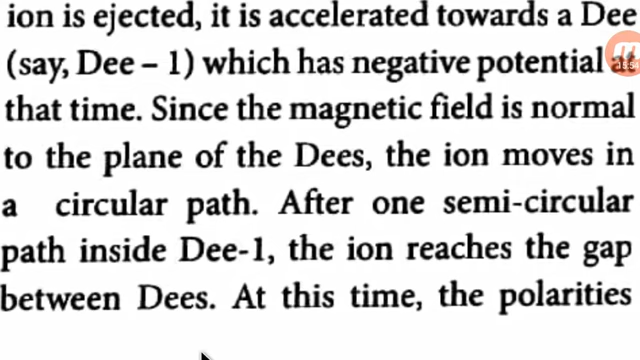 ion is ejected, it is accelerated towards a Dee
(say, Dee – 1) which has negative potential at
that time. Since the magnetic field is normal
to the plane of the Dees, the ion moves in
a circular path. After one semi-circular
path inside Dee-1, the ion reaches the gap
between Dees. At this time, the polarities